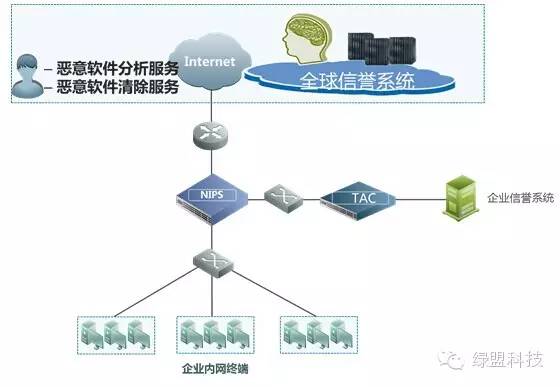 Internet
全球信誉系统
– 恶意软件分析服务
– 恶意软件清除服务
NIPS
TAC
企业信誉系统
企业内网终端
绿盟科技